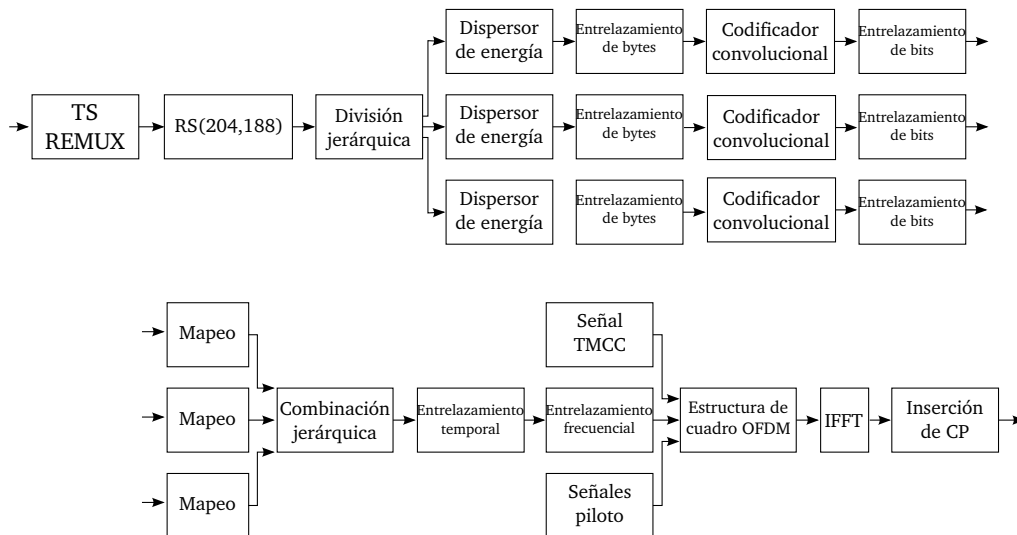 Dispersor
de energía
Entrelazamiento
de bytes
Codificador
convolucional
Entrelazamiento
de bits
TS
REMUX
RS(204,188)
División
jerárquica
Dispersor
de energía
Entrelazamiento
de bytes
Codificador
convolucional
Entrelazamiento
de bits
Dispersor
de energía
Entrelazamiento
de bytes
Codificador
convolucional
Entrelazamiento
de bits
Mapeo
Señal
TMCC
Mapeo
Combinación
jerárquica
Entrelazamiento
temporal
Entrelazamiento
frecuencial
Estructura de
cuadro OFDM
IFFT
Inserción
de CP
Mapeo
Señales
piloto